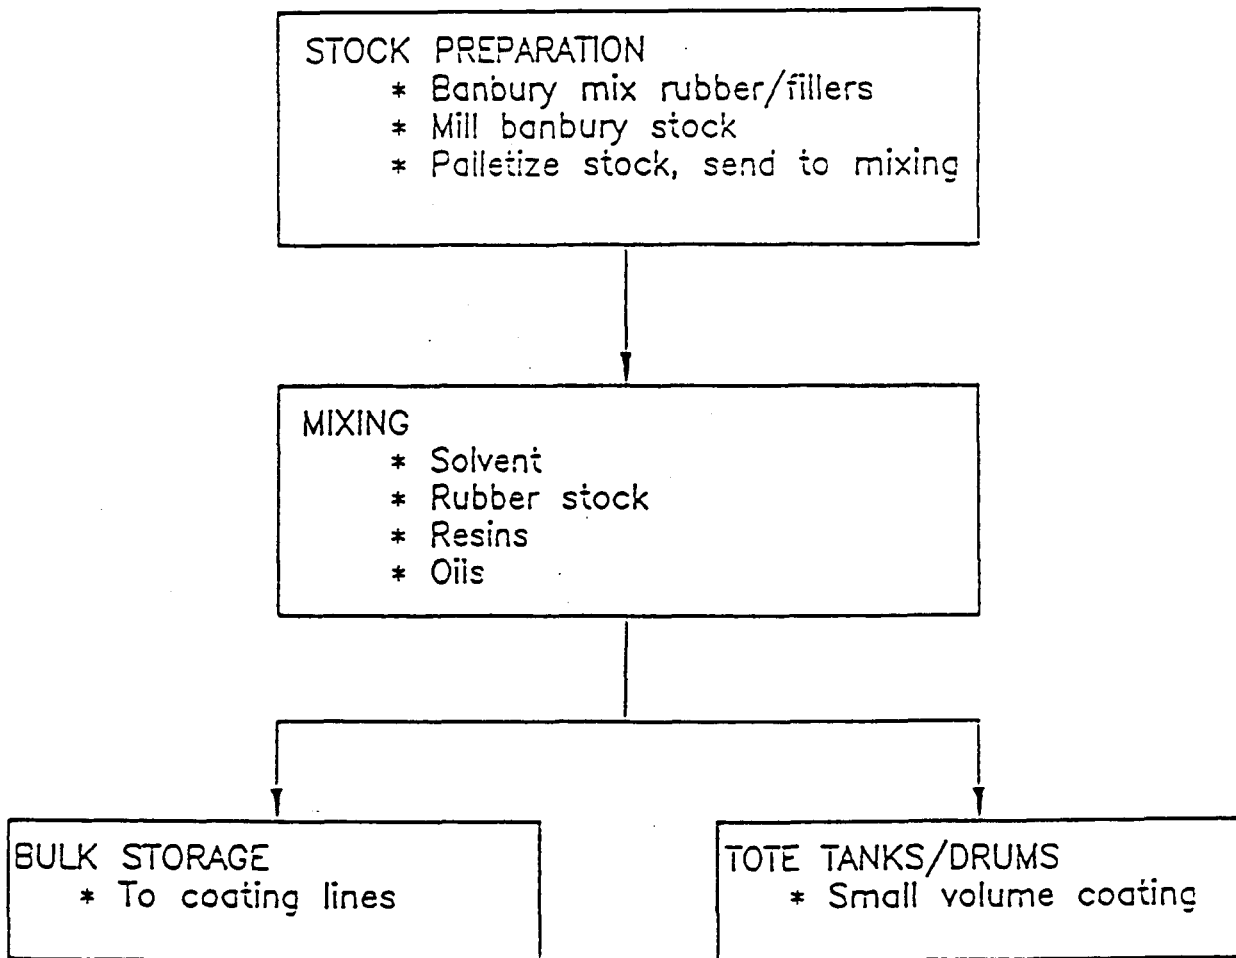 STOCK PREPARATION
* Banbury mix rubber/fillers
* Mill banbury stock
* Palletize stock, send to mixing
MIXING
* Solvent
* Rubber stock
* Resins
* Oils
BULK STORAGE
* To coating lines
TOTE TANKS/DRUMS
* Small volume coating